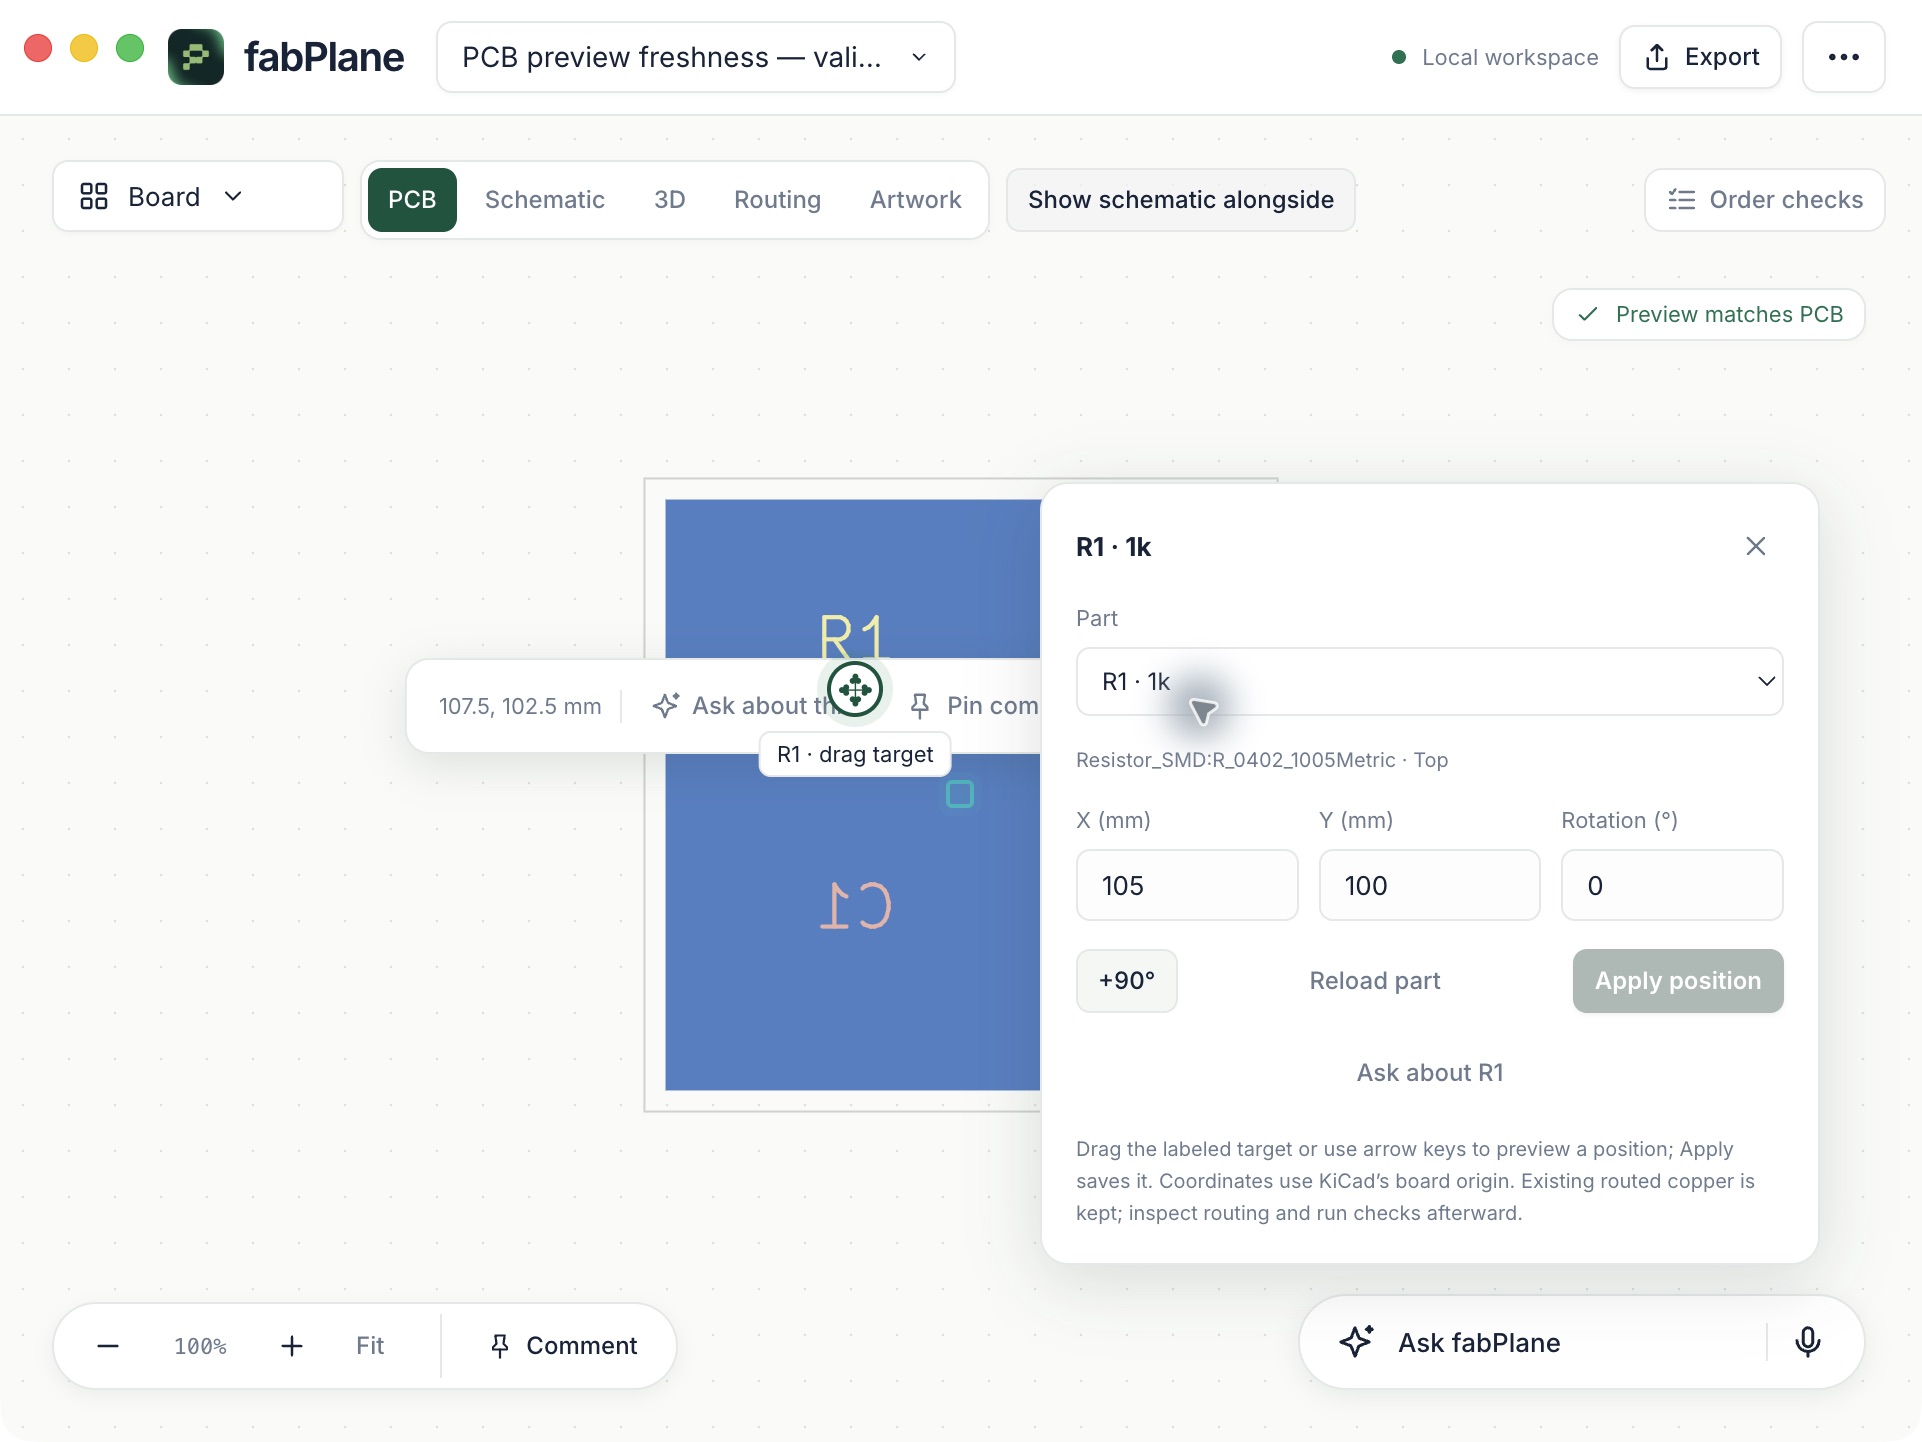 fabPlane
PCB preview freshness — vali...
Local workspace
Export
Board
PCB
Schematic
3D
Routing
Artwork
Show schematic alongside
Order checks
Preview matches PCB
R1
107.5, 102.5 mm
Ask about
Pin
R1 · drag target
C1
R1 · 1k
Part
R1 · 1k
Resistor_SMD:R_0402_1005Metric · Top
X (mm)
Y (mm)
Rotation (°)
105
100
0
+90°
Reload part
Apply position
Ask about R1
Drag the labeled target or use arrow keys to preview a position; Apply
saves it. Coordinates use KiCad’s board origin. Existing routed copper is
kept; inspect routing and run checks afterward.
100%
Fit
Comment
Ask fabPlane